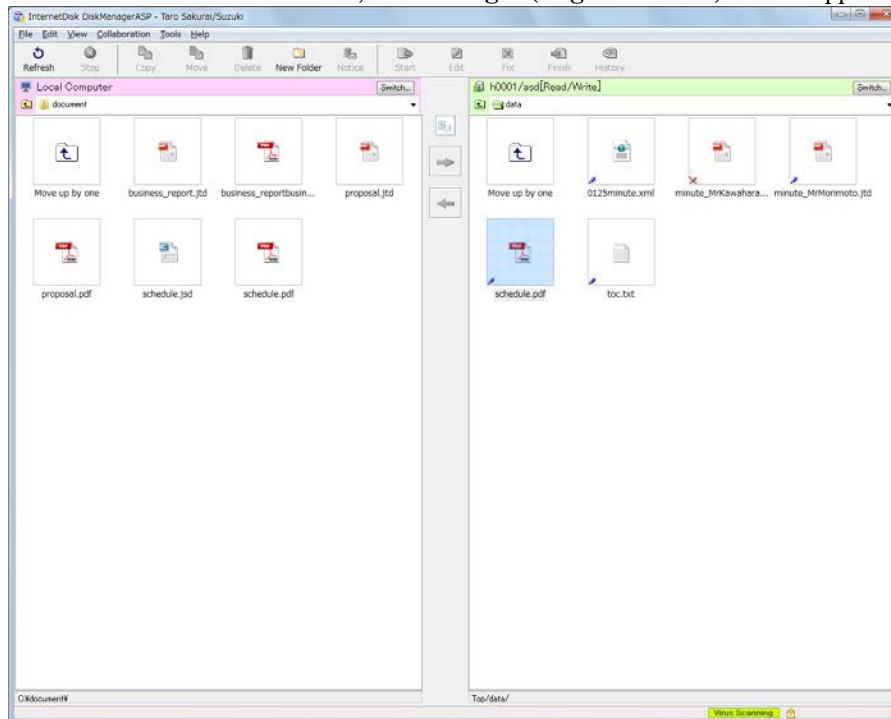 InternetDisk DiskManagerASP - Taro Sakurai/Suzuki
File Edit View Collaboration Tools Help
Refresh Stop Copy Move Delete New Folder Notice Start Edit Fix Finish History
Local Computer Switch...
document
Move up by one business_report.jtd business_reportbusin... proposal.jtd
proposal.pdf schedule.jsd schedule.pdf
C:¥document¥
h0001/asd[Read/Write] Switch...
data
Move up by one 0125minute.xml minute_MrKawahara... minute_MrMorimoto.jtd
schedule.pdf toc.txt
Top/data/
Virus Scanning